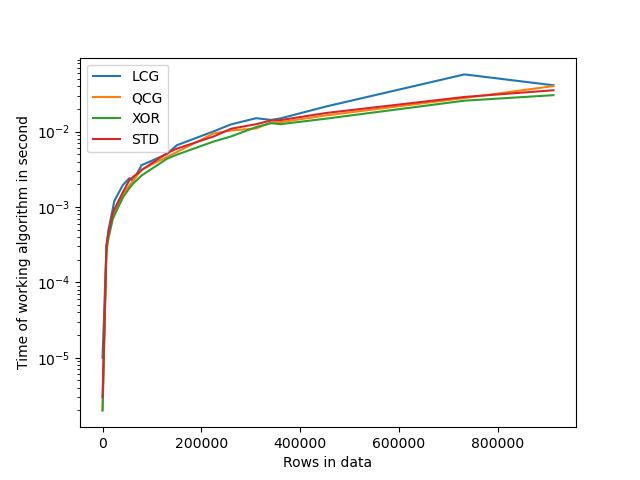 LCG
QCG
XOR
STD
10⁻²
10⁻³
10⁻⁴
10⁻⁵
Time of working algorithm in second
0 200000 400000 600000 800000
Rows in data